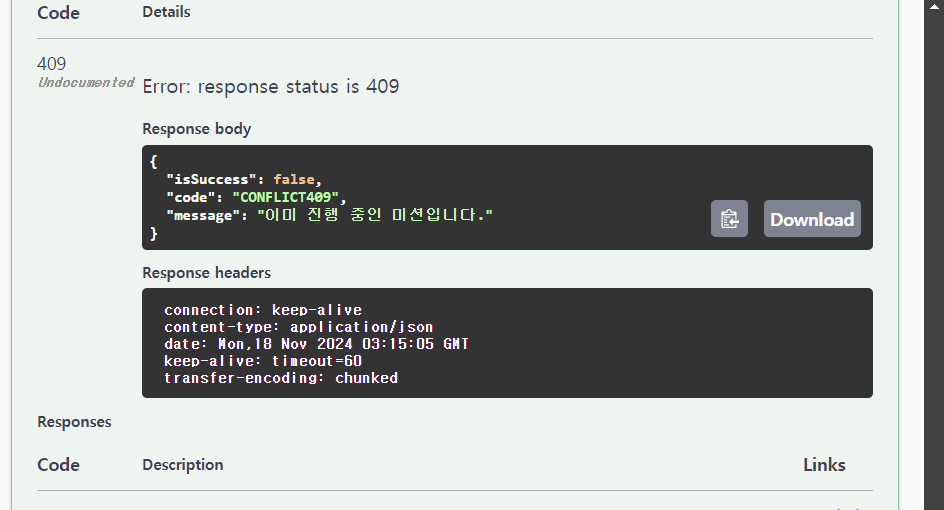 Code Details
409
Undocumented
Error: response status is 409
Response body
{
"isSuccess": false,
"code": "CONFLICT409",
"message": "이미 진행 중인 미션입니다."
}
Download
Response headers
connection: keep-alive
content-type: application/json
date: Mon,18 Nov 2024 03:15:05 GMT
keep-alive: timeout=60
transfer-encoding: chunked
Responses
Code Description Links